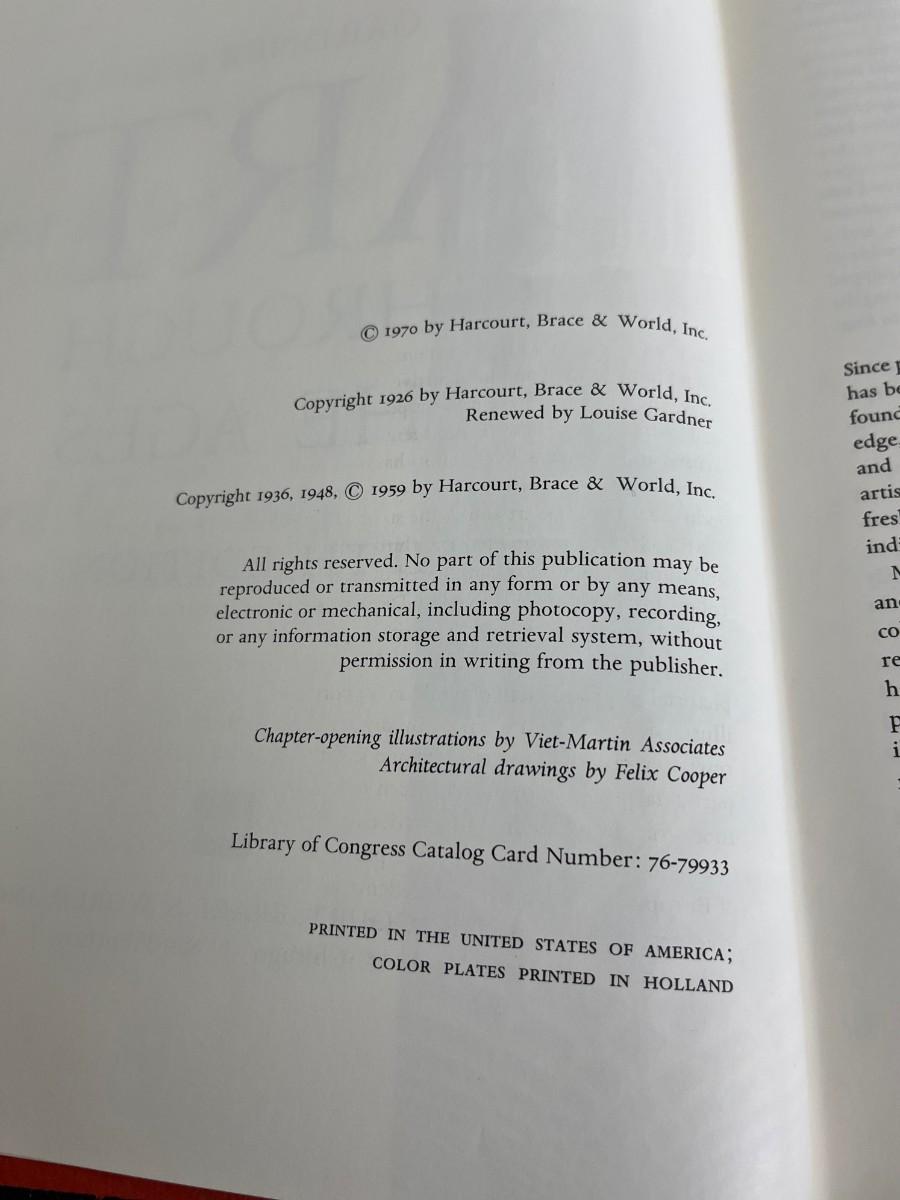 © 1970 by Harcourt, Brace & World, Inc.
Copyright 1926 by Harcourt, Brace & World, Inc.
Renewed by Louise Gardner
Copyright 1936, 1948, © 1959 by Harcourt, Brace & World, Inc.
All rights reserved. No part of this publication may be
reproduced or transmitted in any form or by any means,
electronic or mechanical, including photocopy, recording,
or any information storage and retrieval system, without
permission in writing from the publisher.
Chapter-opening illustrations by Viet-Martin Associates
Architectural drawings by Felix Cooper
Library of Congress Catalog Card Number: 76-79933
PRINTED IN THE UNITED STATES OF AMERICA;
COLOR PLATES PRINTED IN HOLLAND
Since
has
edge.
and